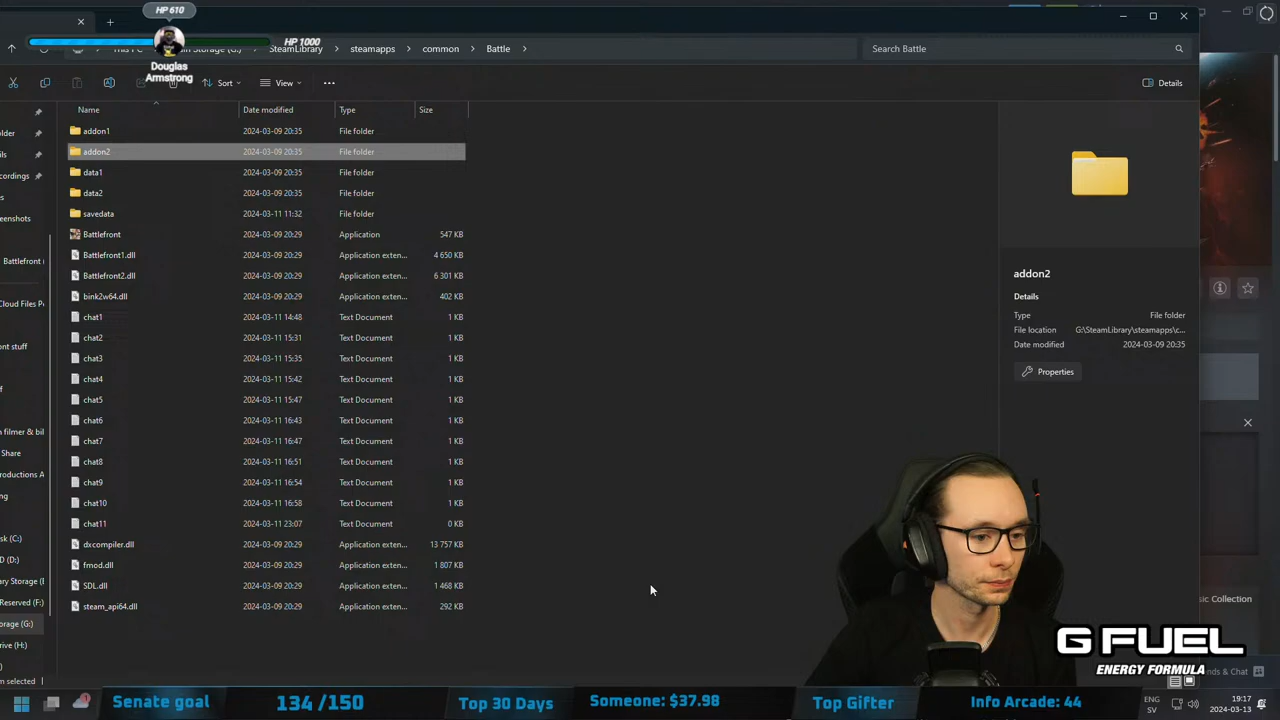 HP 610
HP 1000
Douglas
Armstrong
SteamLibrary
steamapps
common
Battle
Search Battle
Sort
View
Details
Name
Date modified
Type
Size
addon1 2024-03-09 20:35 File folder
addon2 2024-03-09 20:35 File folder
data1 2024-03-09 20:35 File folder
data2 2024-03-09 20:35 File folder
savedata 2024-03-11 11:32 File folder
Battlefront 2024-03-09 20:29 Application 547 KB
Battlefront1.dll 2024-03-09 20:29 Application exten... 4 650 KB
Battlefront2.dll 2024-03-09 20:29 Application exten... 6 301 KB
bink2w64.dll 2024-03-09 20:29 Application exten... 402 KB
chat1 2024-03-11 14:48 Text Document 1 KB
chat2 2024-03-11 15:31 Text Document 1 KB
chat3 2024-03-11 15:35 Text Document 1 KB
chat4 2024-03-11 15:42 Text Document 1 KB
chat5 2024-03-11 15:47 Text Document 1 KB
chat6 2024-03-11 16:43 Text Document 1 KB
chat7 2024-03-11 16:47 Text Document 1 KB
chat8 2024-03-11 16:51 Text Document 1 KB
chat9 2024-03-11 16:54 Text Document 1 KB
chat10 2024-03-11 16:58 Text Document 1 KB
chat11 2024-03-11 23:07 Text Document 0 KB
dxcompiler.dll 2024-03-09 20:29 Application exten... 13 757 KB
fmod.dll 2024-03-09 20:29 Application exten... 1 807 KB
SDL.dll 2024-03-09 20:29 Application exten... 1 468 KB
steam_api64.dll 2024-03-09 20:29 Application exten... 292 KB
addon2
Details
Type File folder
File location G:\SteamLibrary\steamapps\c...
Date modified 2024-03-09 20:35
Properties
Battlefront
Cloud Files
Share
G FUEL
ENERGY FORMULA
Senate goal
134 /150
Top 30 Days
Someone: $37.98
Top Gifter
Info Arcade: 44
ENG
SV
19:17
2024-03-13